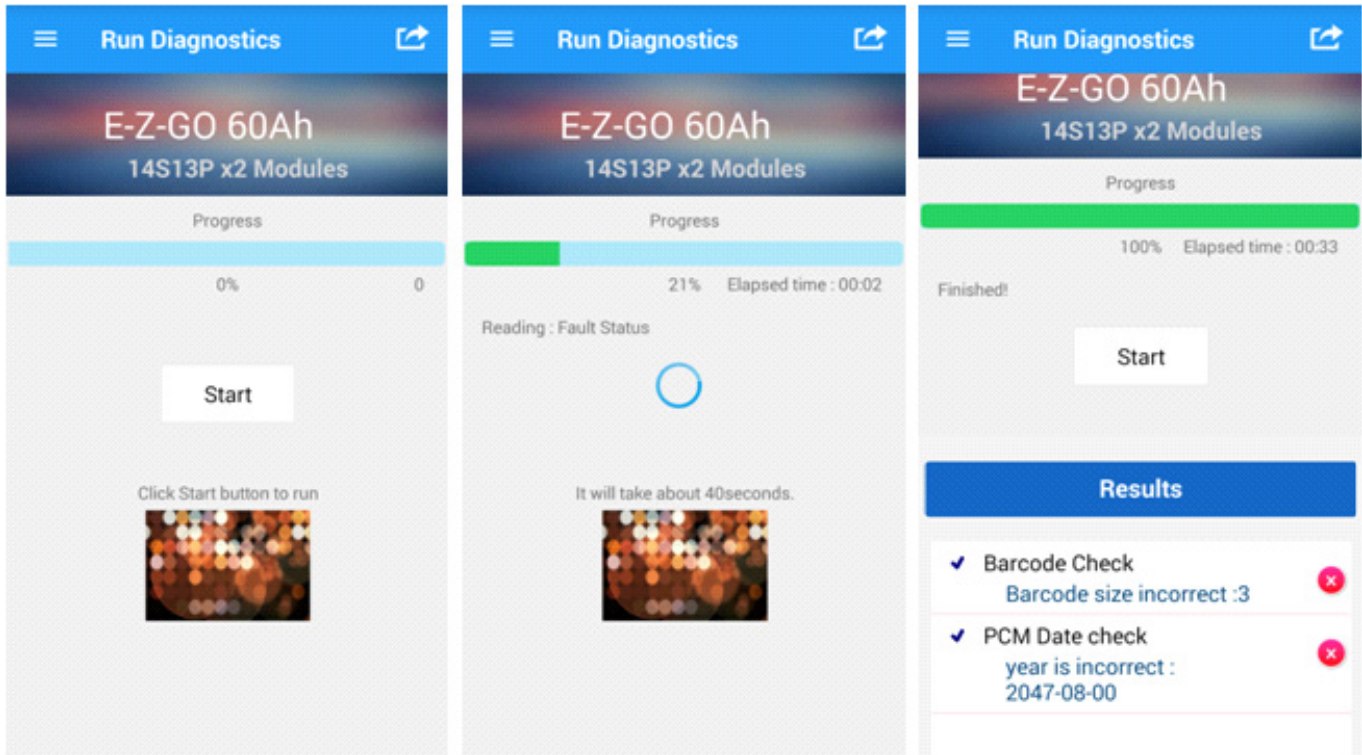 Run Diagnostics
E-Z-GO 60Ah
14S13P x2 Modules
Progress
0% 0
Start
Click Start button to run
Run Diagnostics
E-Z-GO 60Ah
14S13P x2 Modules
Progress
21% Elapsed time : 00:02
Reading : Fault Status
It will take about 40seconds.
Run Diagnostics
E-Z-GO 60Ah
14S13P x2 Modules
Progress
100% Elapsed time : 00:33
Finished!
Start
Results
Barcode Check
Barcode size incorrect :3
PCM Date check
year is incorrect :
2047-08-00